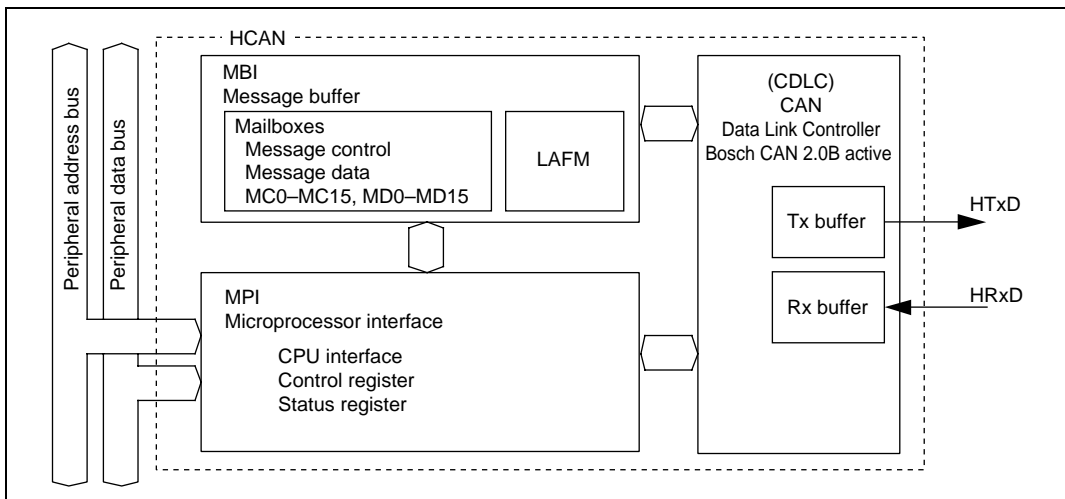 HCAN
Peripheral address bus
Peripheral data bus
MBI
Message buffer
Mailboxes
Message control
Message data
MC0–MC15, MD0–MD15
LAFM
(CDLC)
CAN
Data Link Controller
Bosch CAN 2.0B active
Tx buffer
HTxD
Rx buffer
HRxD
MPI
Microprocessor interface
CPU interface
Control register
Status register